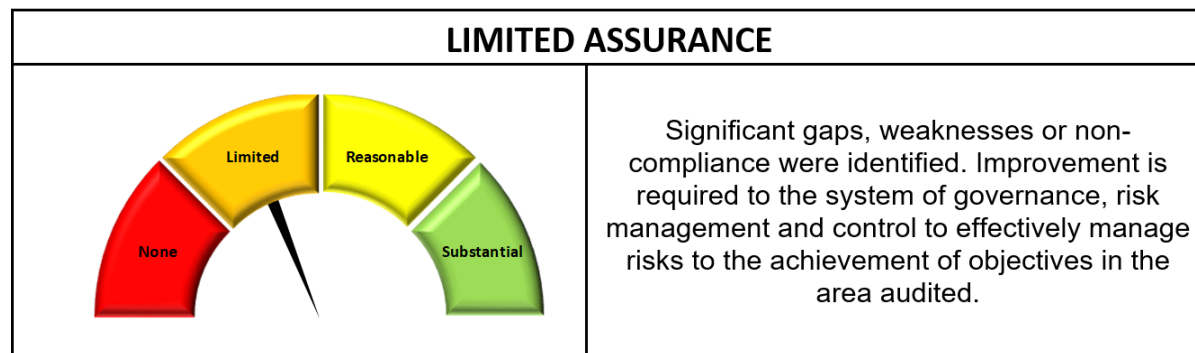 LIMITED ASSURANCE
Limited
Reasonable
None
Substantial
Significant gaps, weaknesses or non-
compliance were identified. Improvement is
required to the system of governance, risk
management and control to effectively manage
risks to the achievement of objectives in the
area audited.